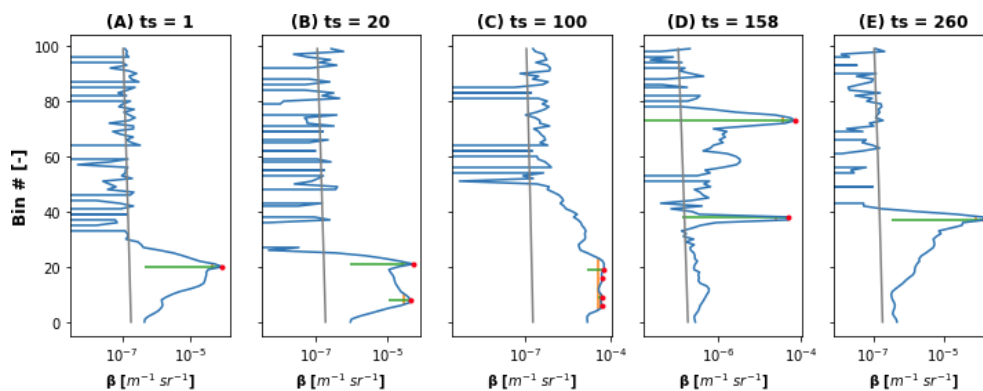 (A) ts = 1 (B) ts = 20 (C) ts = 100 (D) ts = 158 (E) ts = 260
100
80
60
40
20
0
Bin # [-]
10⁻⁷ 10⁻⁵ 10⁻⁷ 10⁻⁵ 10⁻⁷ 10⁻⁴ 10⁻⁶ 10⁻⁴ 10⁻⁷ 10⁻⁵
β [m⁻¹ sr⁻¹] β [m⁻¹ sr⁻¹] β [m⁻¹ sr⁻¹] β [m⁻¹ sr⁻¹] β [m⁻¹ sr⁻¹]